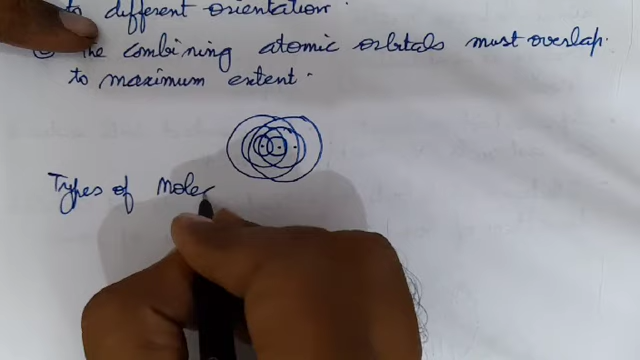 to different orientation.
The combining atomic orbitals must overlap
to maximum extent.
Types of Molec